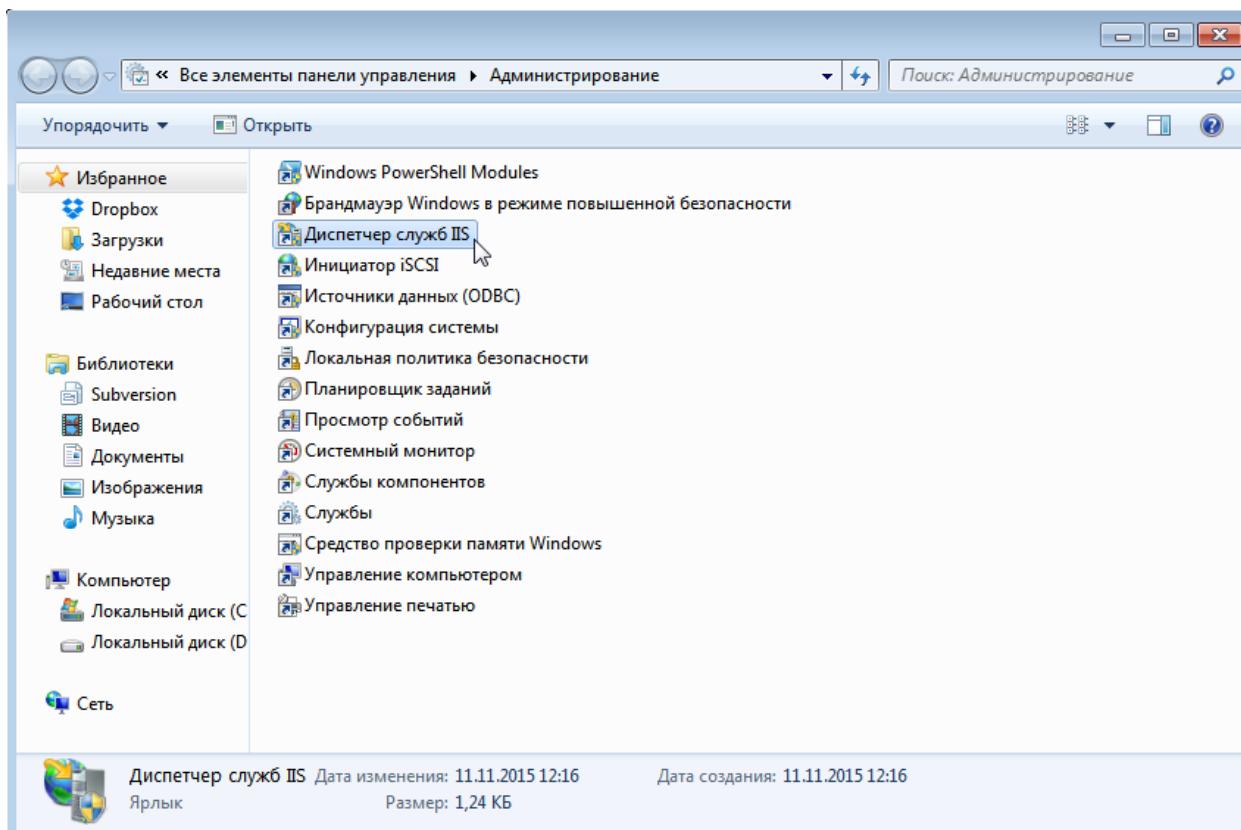 « Все элементы панели управления Администрирование
Поиск: Администрирование
Упорядочить Открыть
Избранное
Dropbox
Загрузки
Недавние места
Рабочий стол
Библиотеки
Subversion
Видео
Документы
Изображения
Музыка
Компьютер
Локальный диск (C
Локальный диск (D
Сеть
Windows PowerShell Modules
Брандмауэр Windows в режиме повышенной безопасности
Диспетчер служб IIS
Инициатор iSCSI
Источники данных (ODBC)
Конфигурация системы
Локальная политика безопасности
Планировщик заданий
Просмотр событий
Системный монитор
Службы компонентов
Службы
Средство проверки памяти Windows
Управление компьютером
Управление печатью
Диспетчер служб IIS Дата изменения: 11.11.2015 12:16 Дата создания: 11.11.2015 12:16
Ярлык Размер: 1,24 КБ